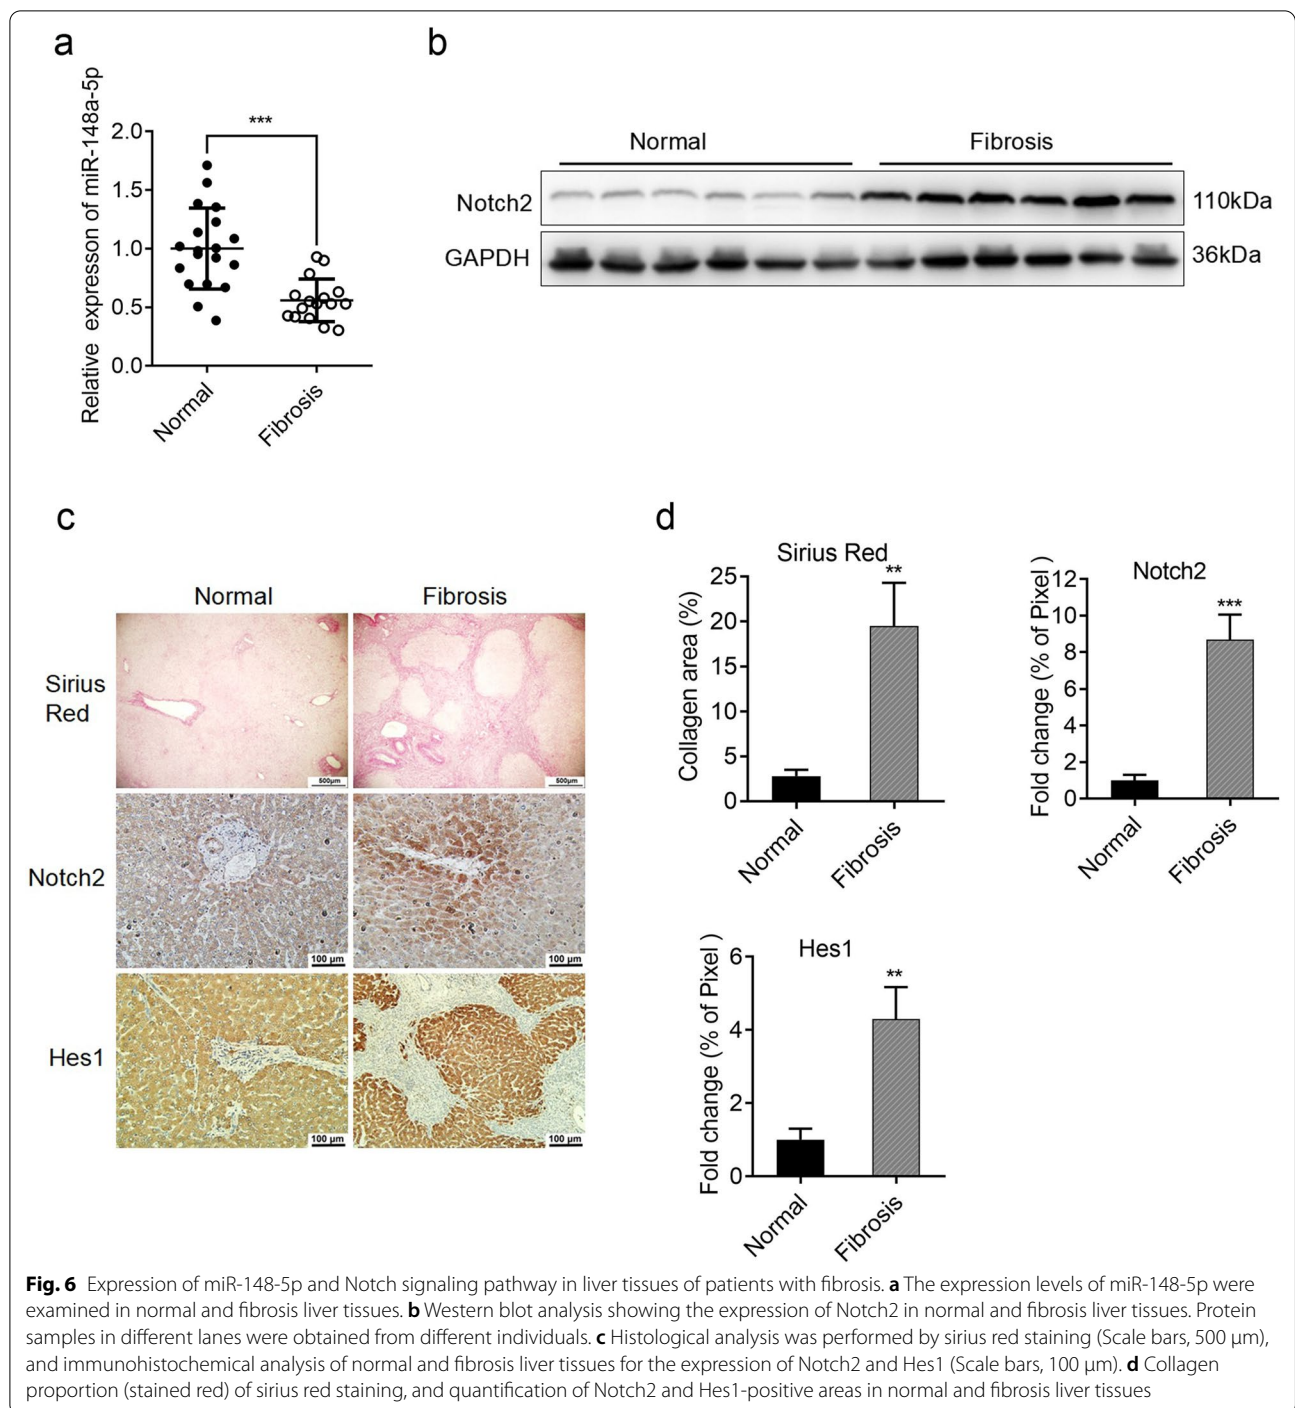 a
Relative expresson of miR-148a-5p
2.0
1.5
1.0
0.5
0.0
***
Normal
Fibrosis
b
Normal
Fibrosis
Notch2
110kDa
GAPDH
36kDa
c
Normal
Fibrosis
Sirius
Red
500µm
500µm
Notch2
100 µm
100 µm
Hes1
100 µm
100 µm
d
Sirius Red
Collagen area (%)
25
20
15
10
5
0
**
Normal
Fibrosis
Notch2
Fold change (% of Pixel )
12
10
8
6
4
2
0
***
Normal
Fibrosis
Hes1
Fold change (% of Pixel )
6
4
2
0
**
Normal
Fibrosis
Fig. 6 Expression of miR-148-5p and Notch signaling pathway in liver tissues of patients with fibrosis. a The expression levels of miR-148-5p were
examined in normal and fibrosis liver tissues. b Western blot analysis showing the expression of Notch2 in normal and fibrosis liver tissues. Protein
samples in different lanes were obtained from different individuals. c Histological analysis was performed by sirius red staining (Scale bars, 500 µm),
and immunohistochemical analysis of normal and fibrosis liver tissues for the expression of Notch2 and Hes1 (Scale bars, 100 µm). d Collagen
proportion (stained red) of sirius red staining, and quantification of Notch2 and Hes1-positive areas in normal and fibrosis liver tissues